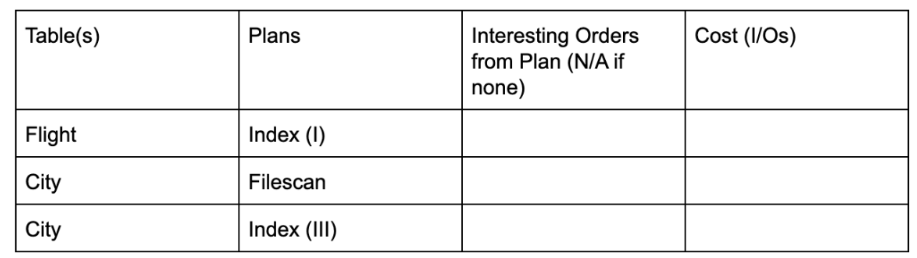 Table(s) Plans Interesting Orders Cost (I/Os)
from Plan (N/A if
none)
Flight Index (I)
City Filescan
City Index (III)